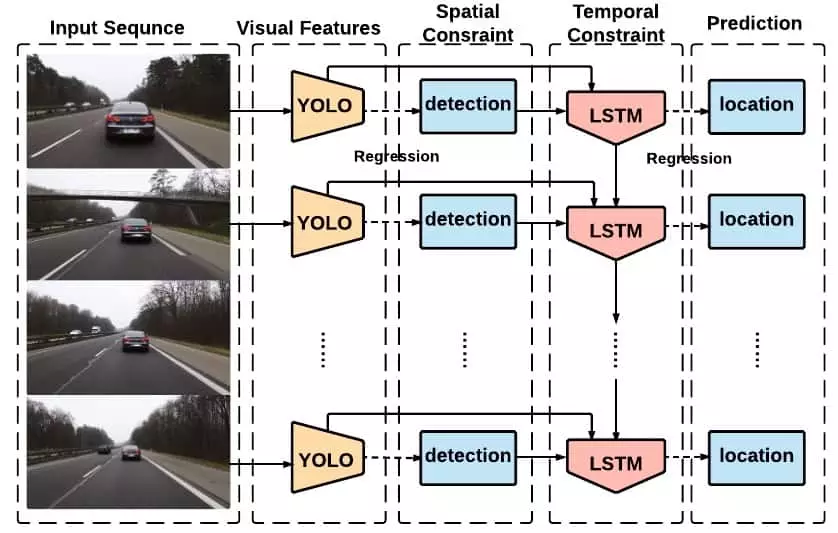 Input Sequnce
Visual Features
Spatial
Consraint
Temporal
Constraint
Prediction
YOLO
detection
LSTM
location
Regression
Regression
YOLO
detection
LSTM
location
YOLO
detection
LSTM
location